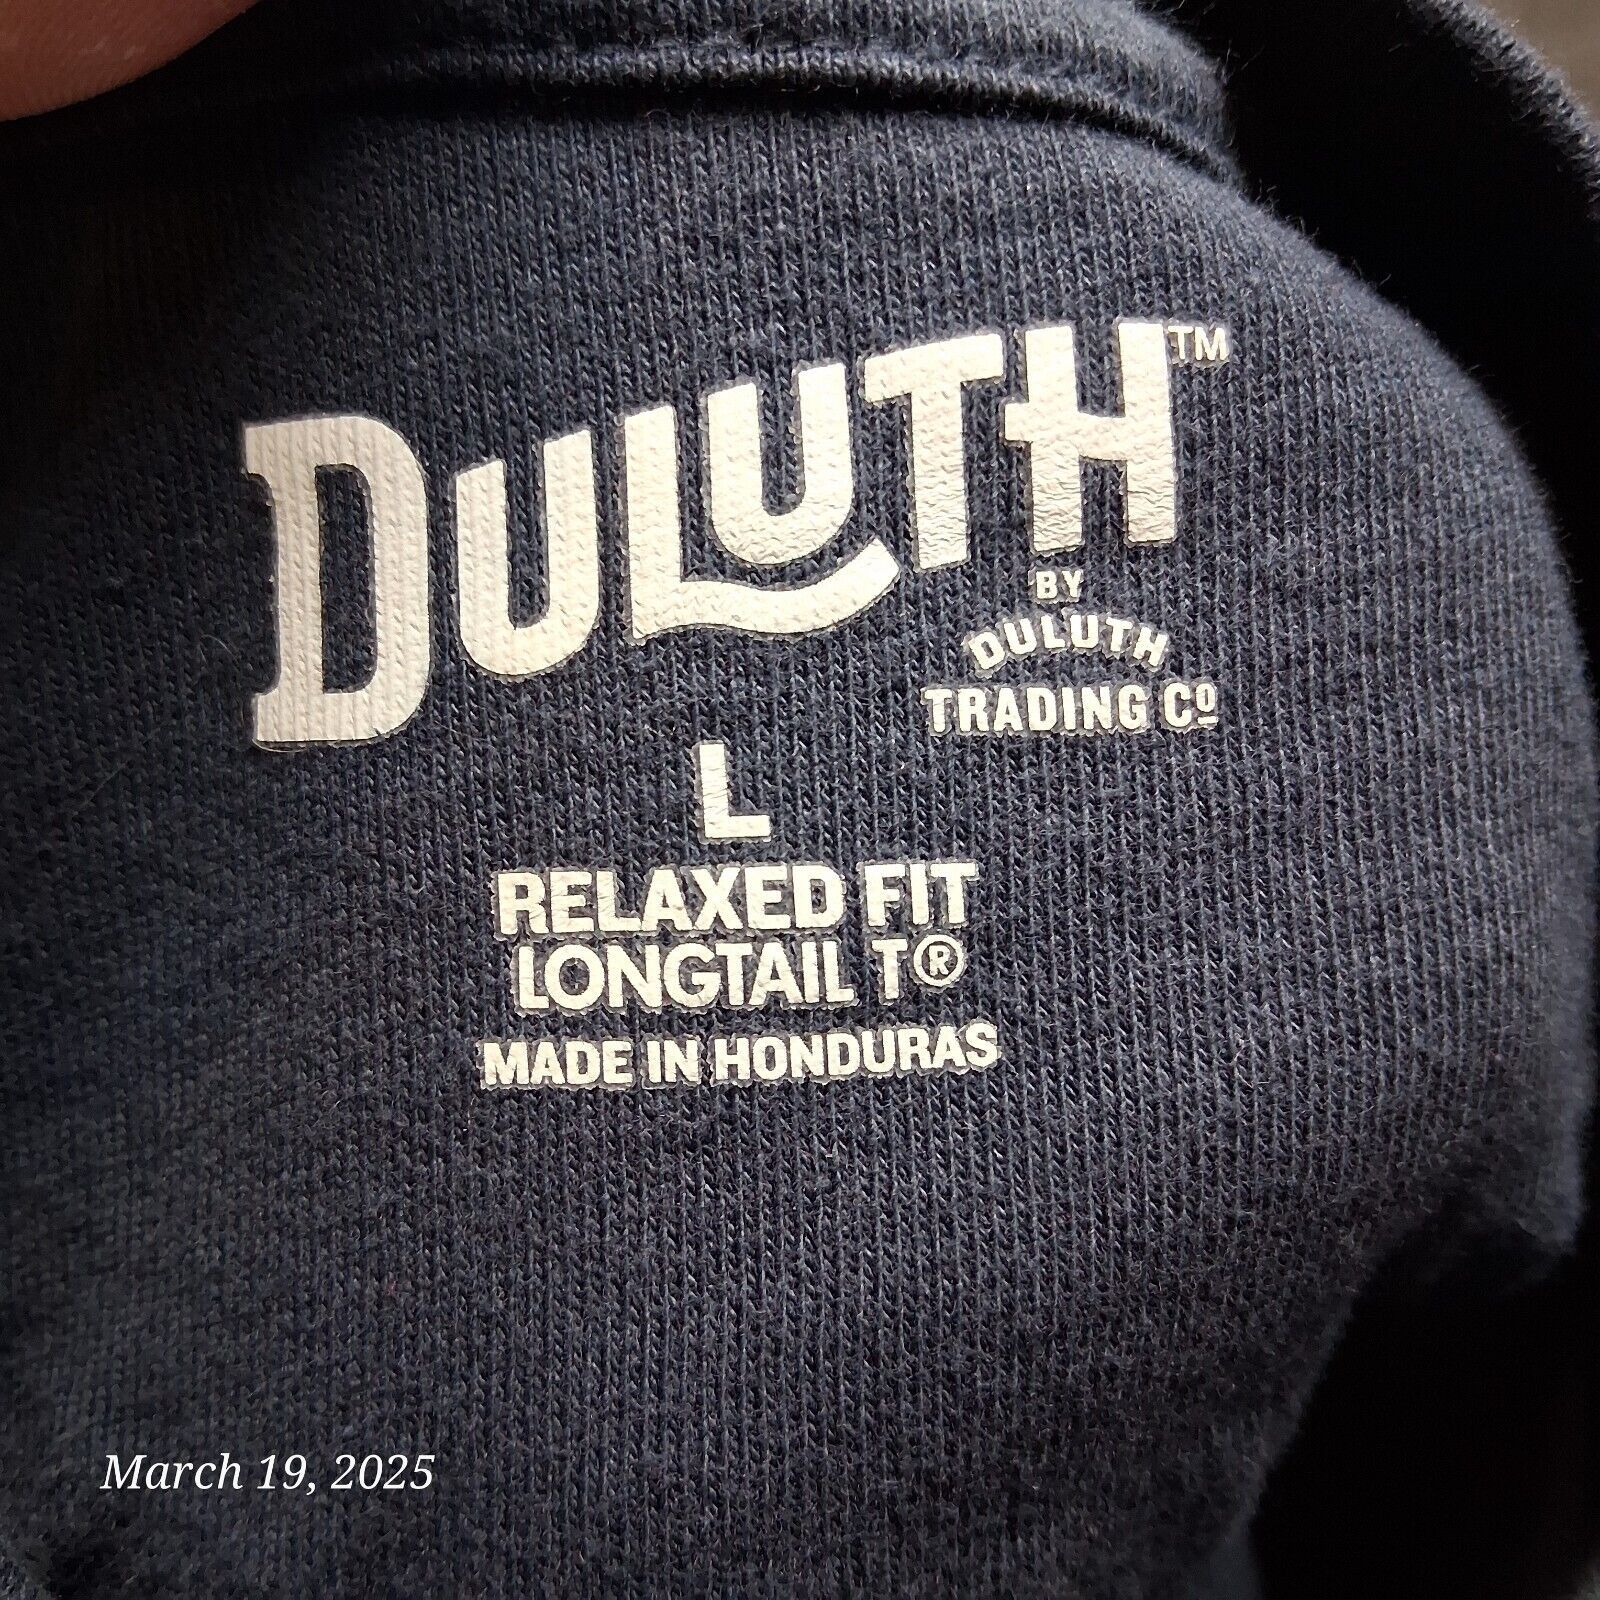 DULUTH™
BY
DULUTH
TRADING Cº
L
RELAXED FIT
LONGTAIL T®
MADE IN HONDURAS
March 19, 2025